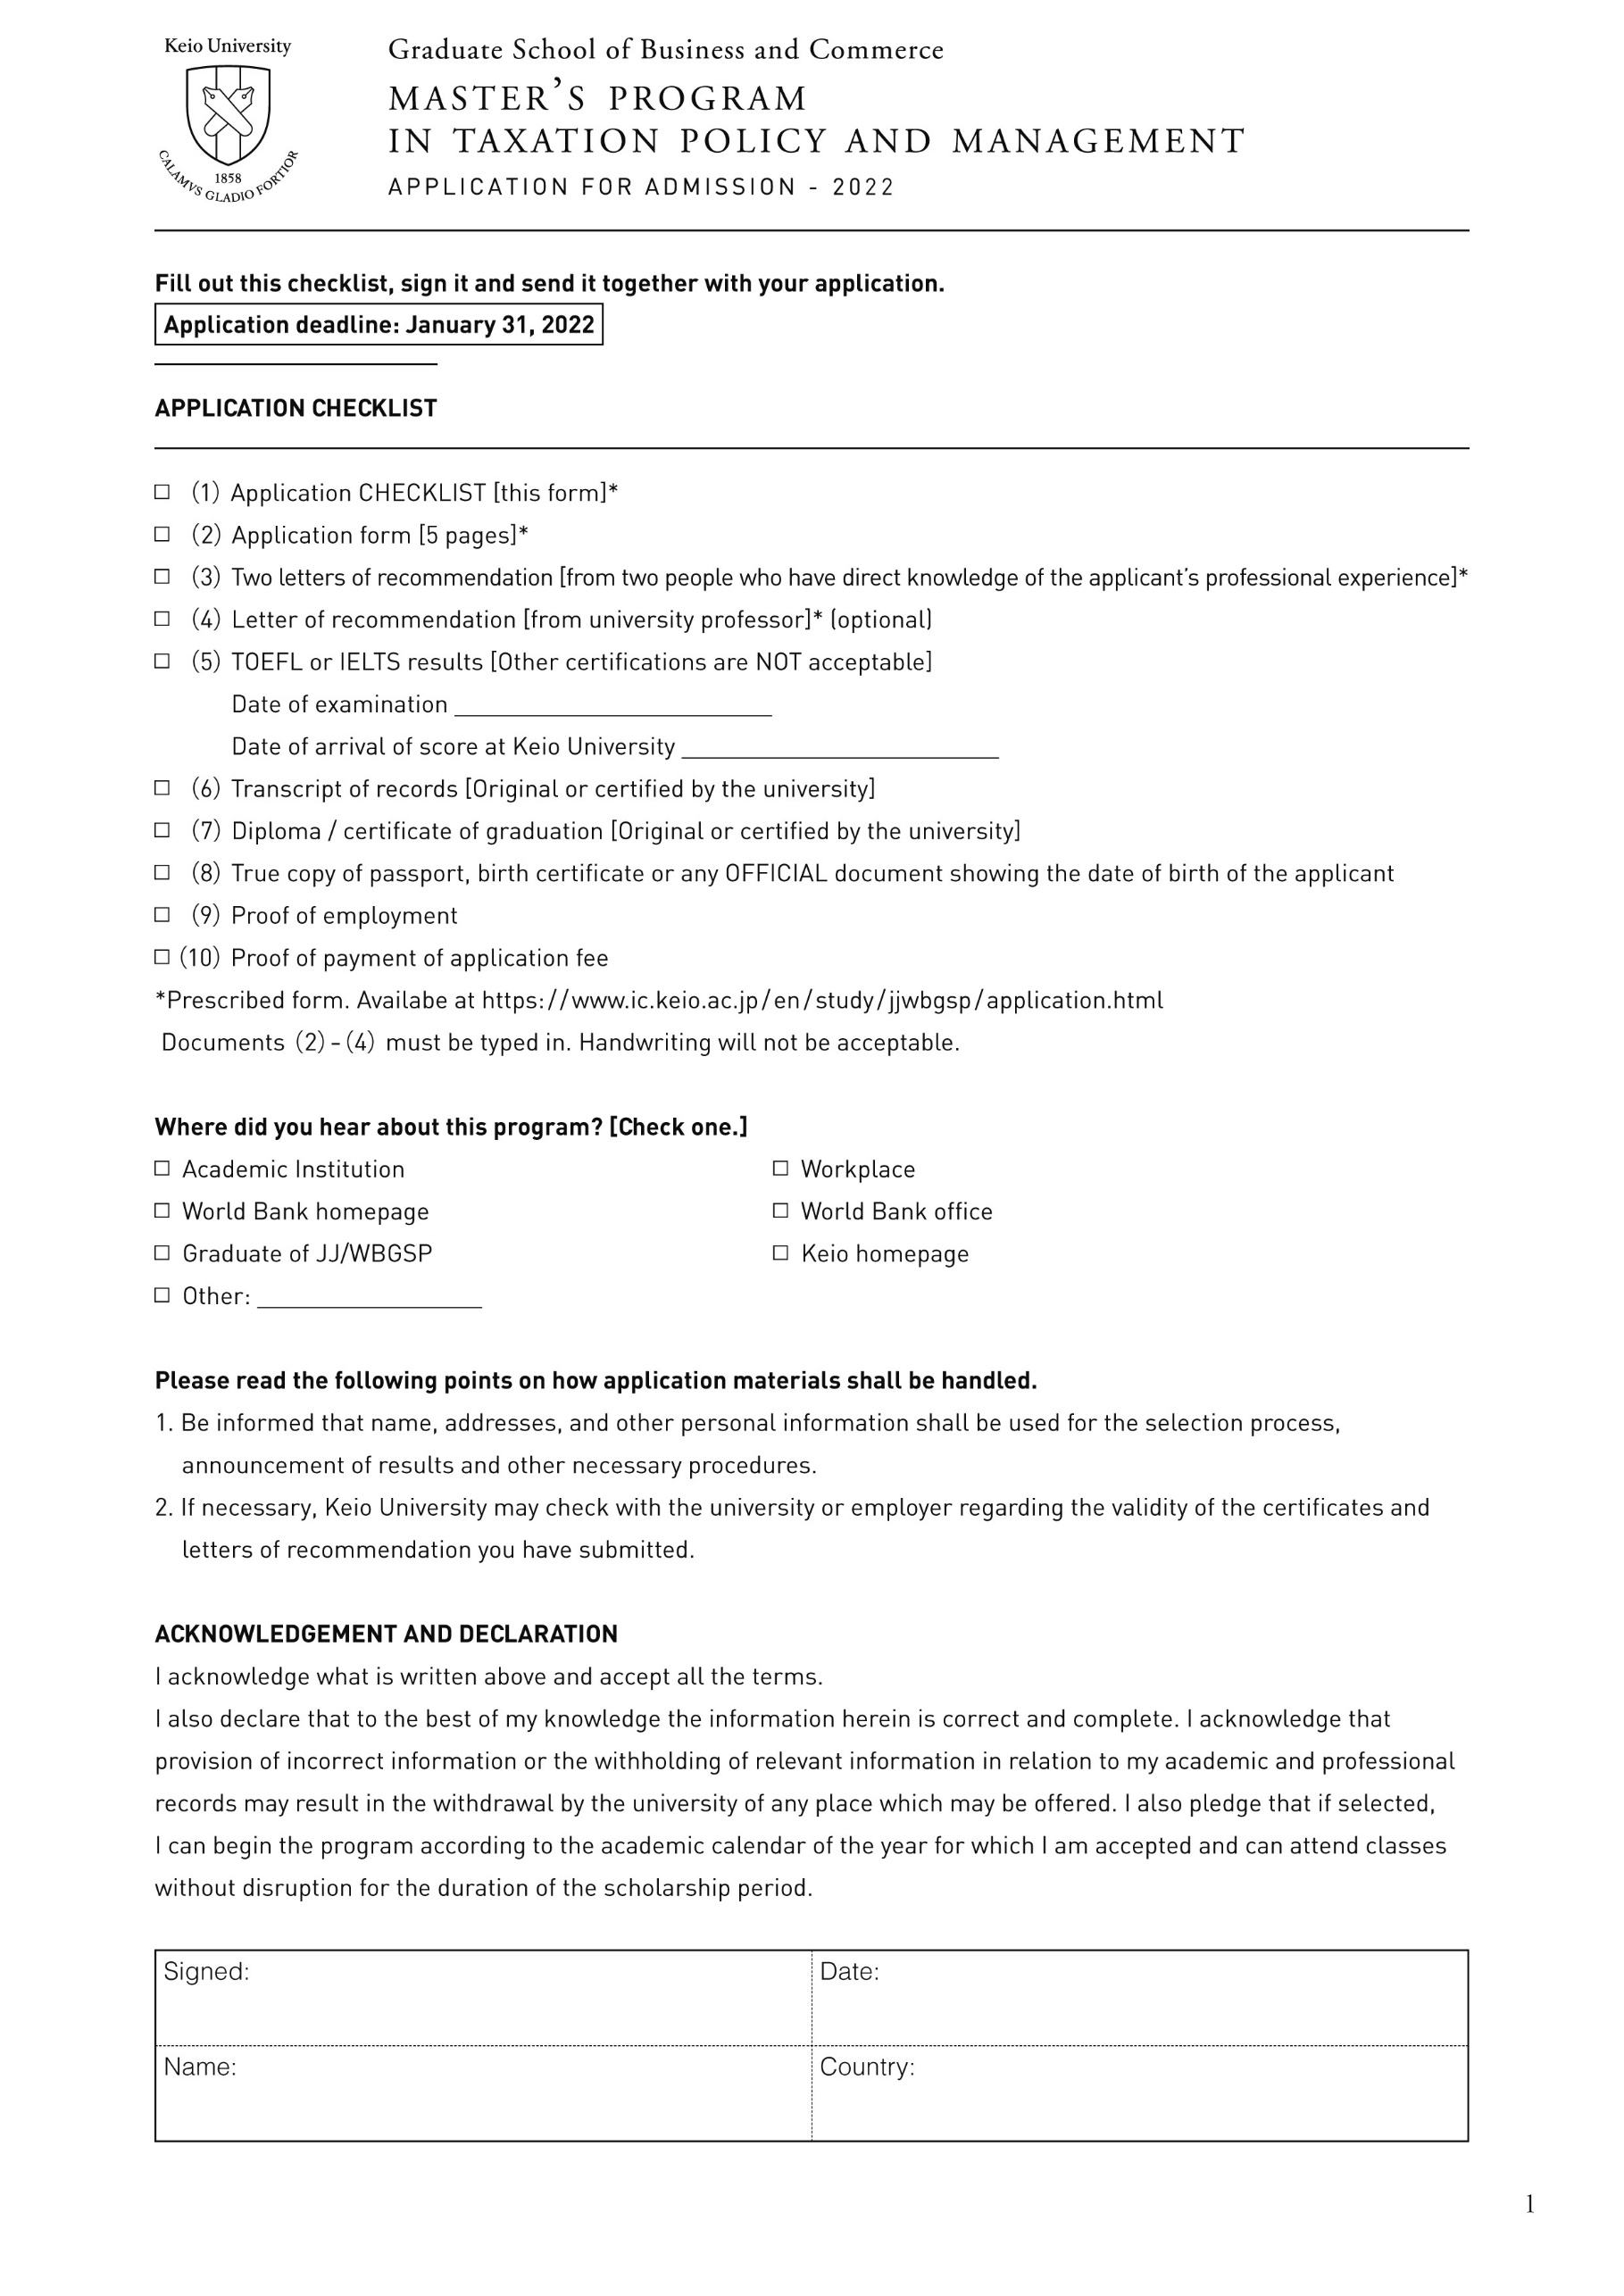 Keio University
1858
CALAMVS GLADIO FORTIOR
Graduate School of Business and Commerce
MASTER'S PROGRAM
IN TAXATION POLICY AND MANAGEMENT
APPLICATION FOR ADMISSION - 2022
Fill out this checklist, sign it and send it together with your application.
Application deadline: January 31, 2022
APPLICATION CHECKLIST
☐ (1) Application CHECKLIST [this form]*
☐ (2) Application form [5 pages]*
☐ (3) Two letters of recommendation [from two people who have direct knowledge of the applicant's professional experience]*
☐ (4) Letter of recommendation [from university professor]* (optional)
☐ (5) TOEFL or IELTS results [Other certifications are NOT acceptable]
Date of examination
Date of arrival of score at Keio University
☐ (6) Transcript of records [Original or certified by the university]
☐ (7) Diploma / certificate of graduation [Original or certified by the university]
☐ (8) True copy of passport, birth certificate or any OFFICIAL document showing the date of birth of the applicant
☐ (9) Proof of employment
☐ (10) Proof of payment of application fee
*Prescribed form. Availabe at https://www.ic.keio.ac.jp/en/study/jjwbgsp/application.html
Documents (2)-(4) must be typed in. Handwriting will not be acceptable.
Where did you hear about this program? [Check one.]
☐ Academic Institution ☐ Workplace
☐ World Bank homepage ☐ World Bank office
☐ Graduate of JJ/WBGSP ☐ Keio homepage
☐ Other:
Please read the following points on how application materials shall be handled.
1. Be informed that name, addresses, and other personal information shall be used for the selection process,
announcement of results and other necessary procedures.
2. If necessary, Keio University may check with the university or employer regarding the validity of the certificates and
letters of recommendation you have submitted.
ACKNOWLEDGEMENT AND DECLARATION
I acknowledge what is written above and accept all the terms.
I also declare that to the best of my knowledge the information herein is correct and complete. I acknowledge that
provision of incorrect information or the withholding of relevant information in relation to my academic and professional
records may result in the withdrawal by the university of any place which may be offered. I also pledge that if selected,
I can begin the program according to the academic calendar of the year for which I am accepted and can attend classes
without disruption for the duration of the scholarship period.
Signed: Date:
Name: Country:
1